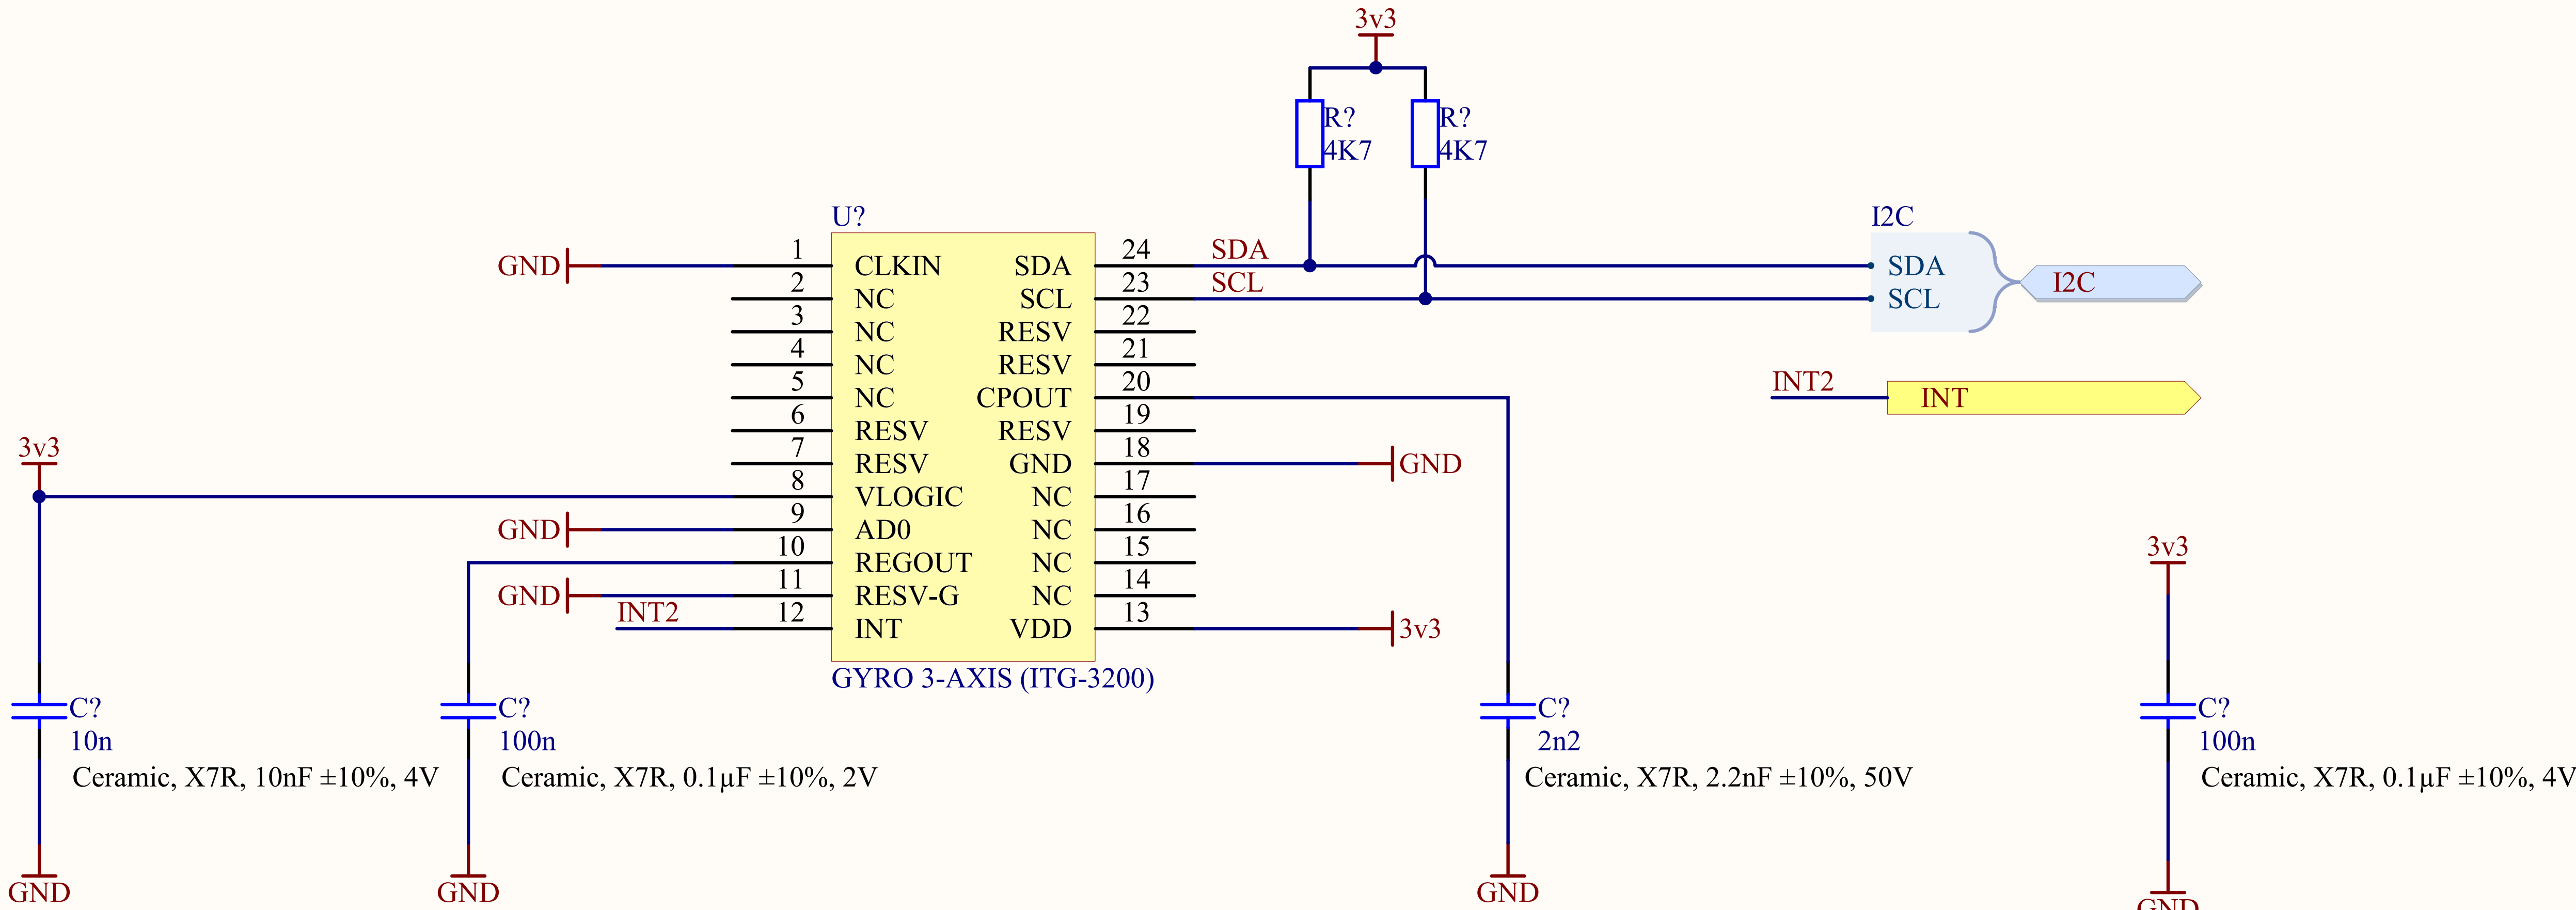 3v3
R?
4K7
R?
4K7
U?
I2C
GND
1
CLKIN
SDA
24
SDA
SDA
I2C
2
NC
SCL
23
SCL
SCL
3
NC
RESV
22
4
NC
RESV
21
5
NC
CPOUT
20
INT2
INT
6
RESV
RESV
19
7
RESV
GND
18
GND
3v3
8
VLOGIC
NC
17
GND
9
AD0
NC
16
10
REGOUT
NC
15
3v3
GND
11
RESV-G
NC
14
INT2
12
INT
VDD
13
3v3
GYRO 3-AXIS (ITG-3200)
C?
10n
Ceramic, X7R, 10nF ±10%, 4V
GND
C?
100n
Ceramic, X7R, 0.1µF ±10%, 2V
GND
C?
2n2
Ceramic, X7R, 2.2nF ±10%, 50V
GND
C?
100n
Ceramic, X7R, 0.1µF ±10%, 4V
GND